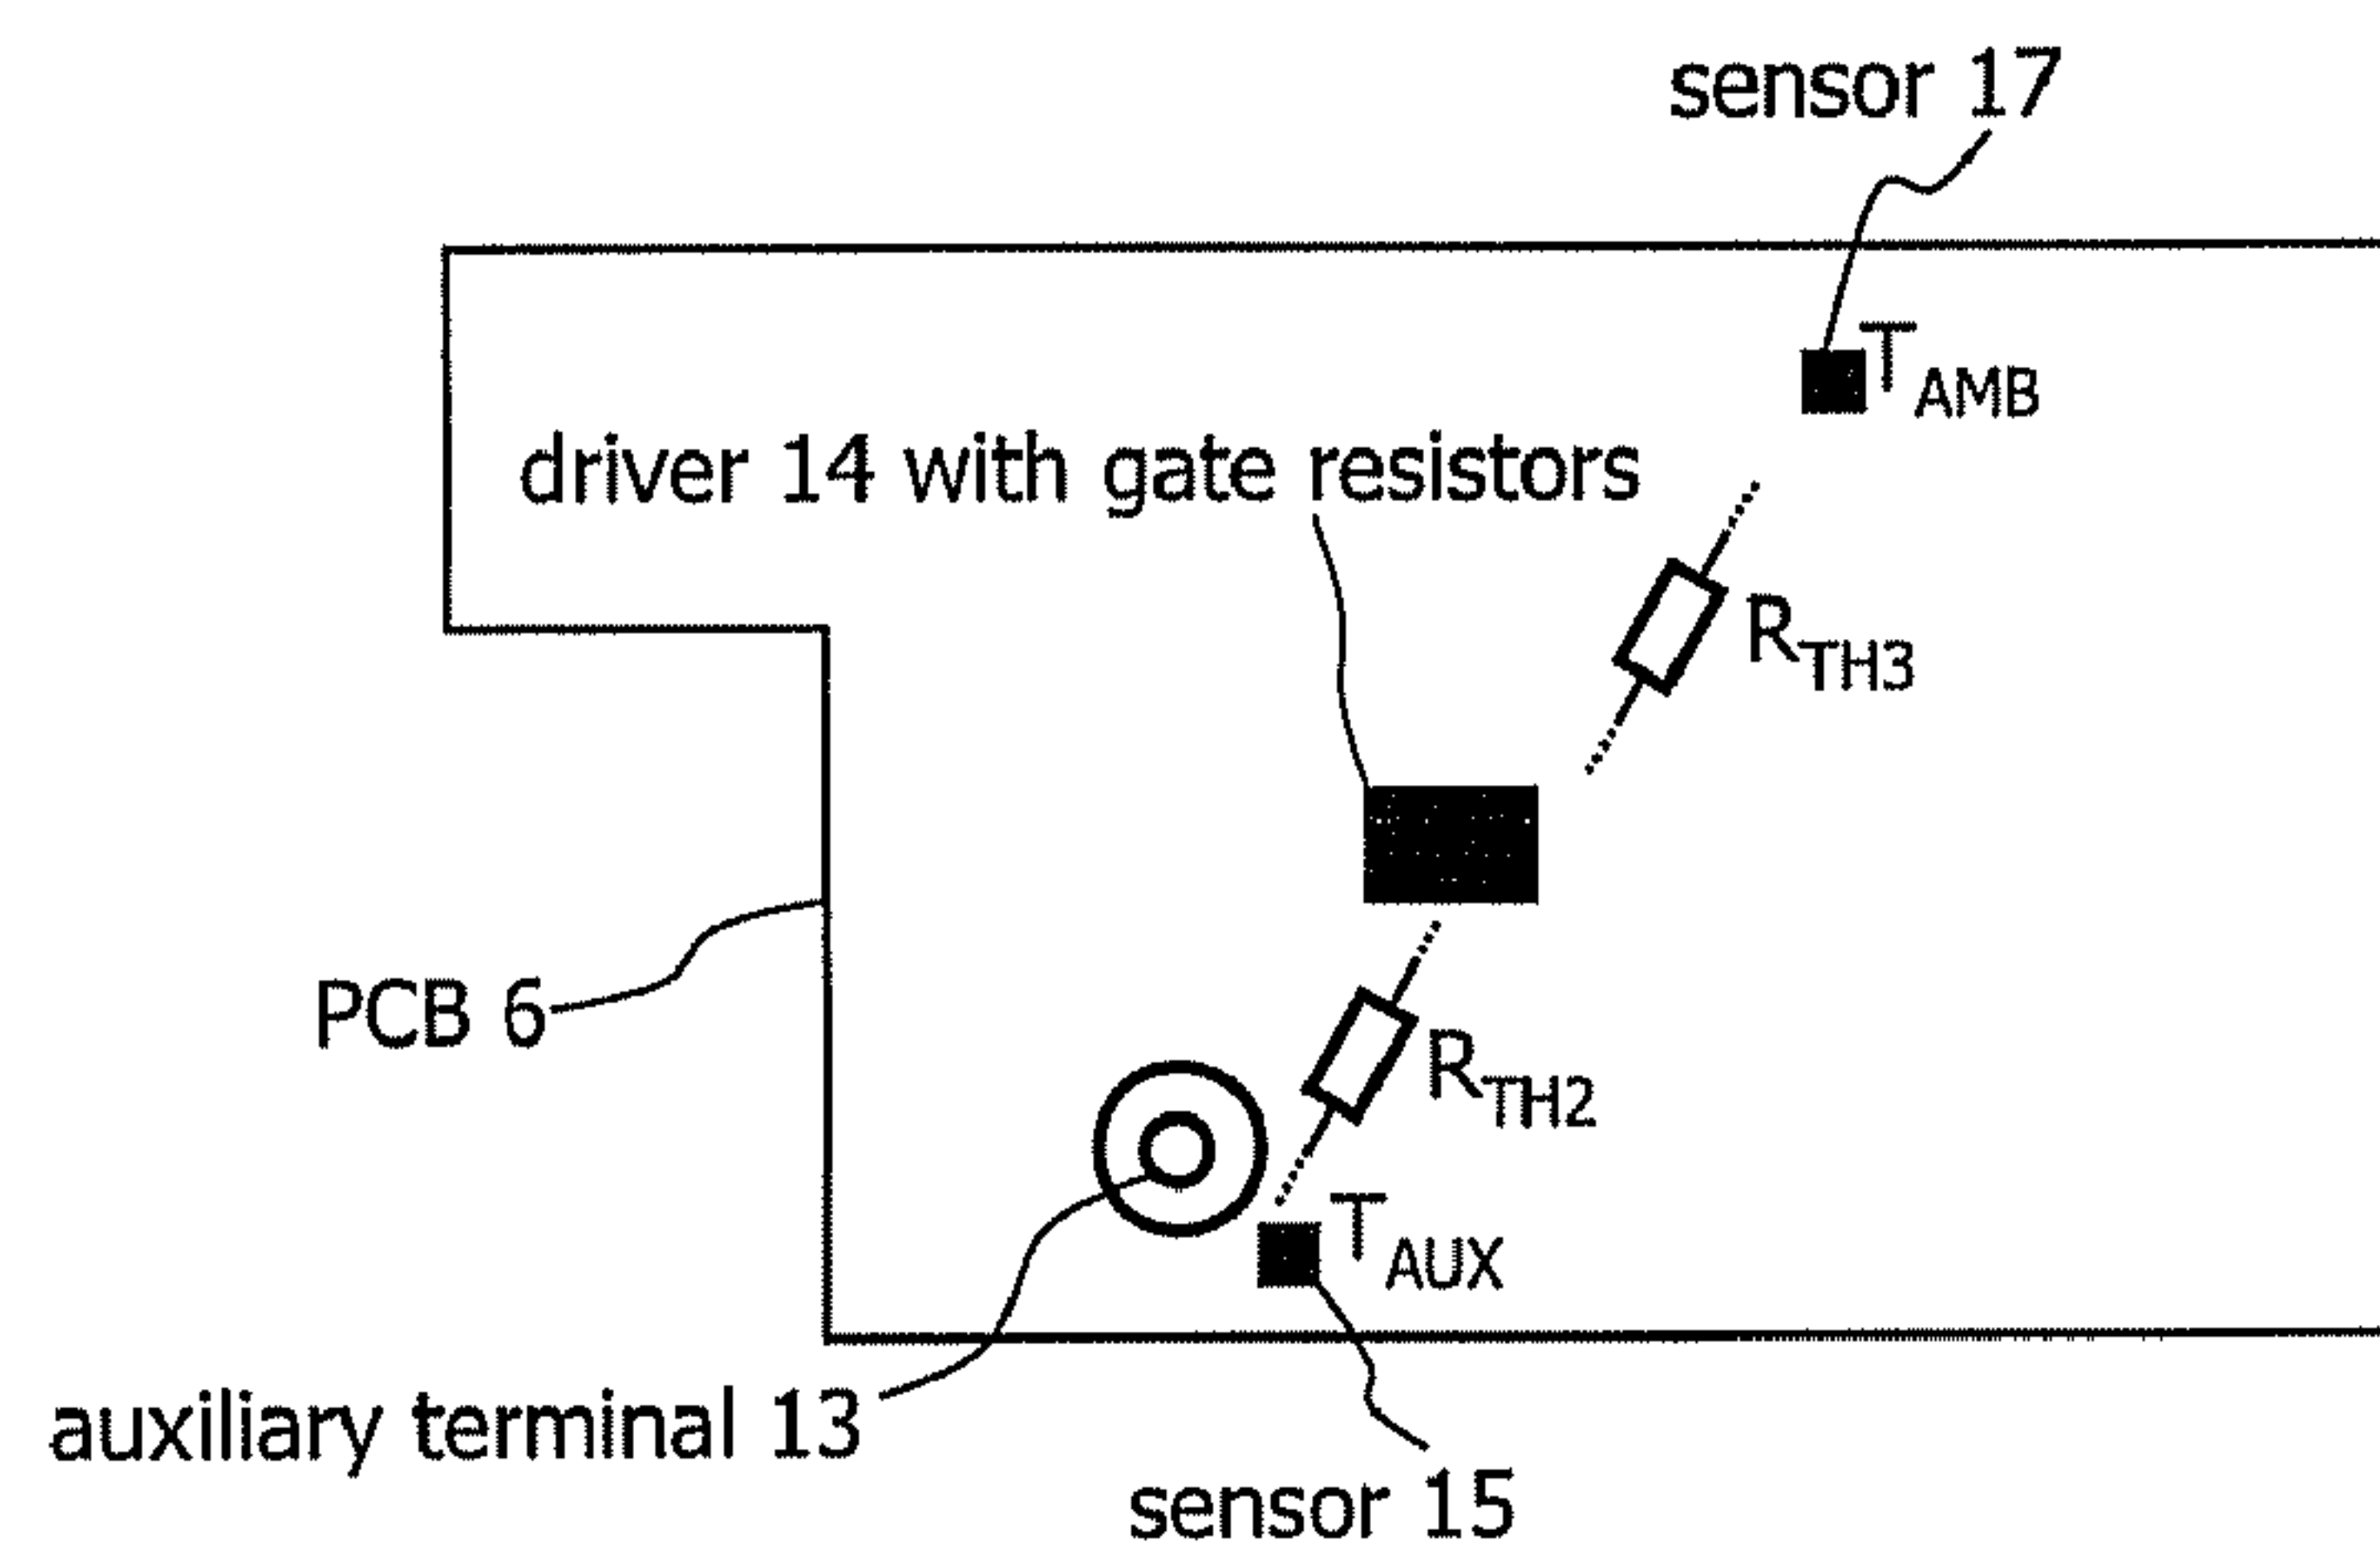 sensor 17
T_AMB
driver 14 with gate resistors
R_TH3
PCB 6
R_TH2
T_AUX
auxiliary terminal 13
sensor 15